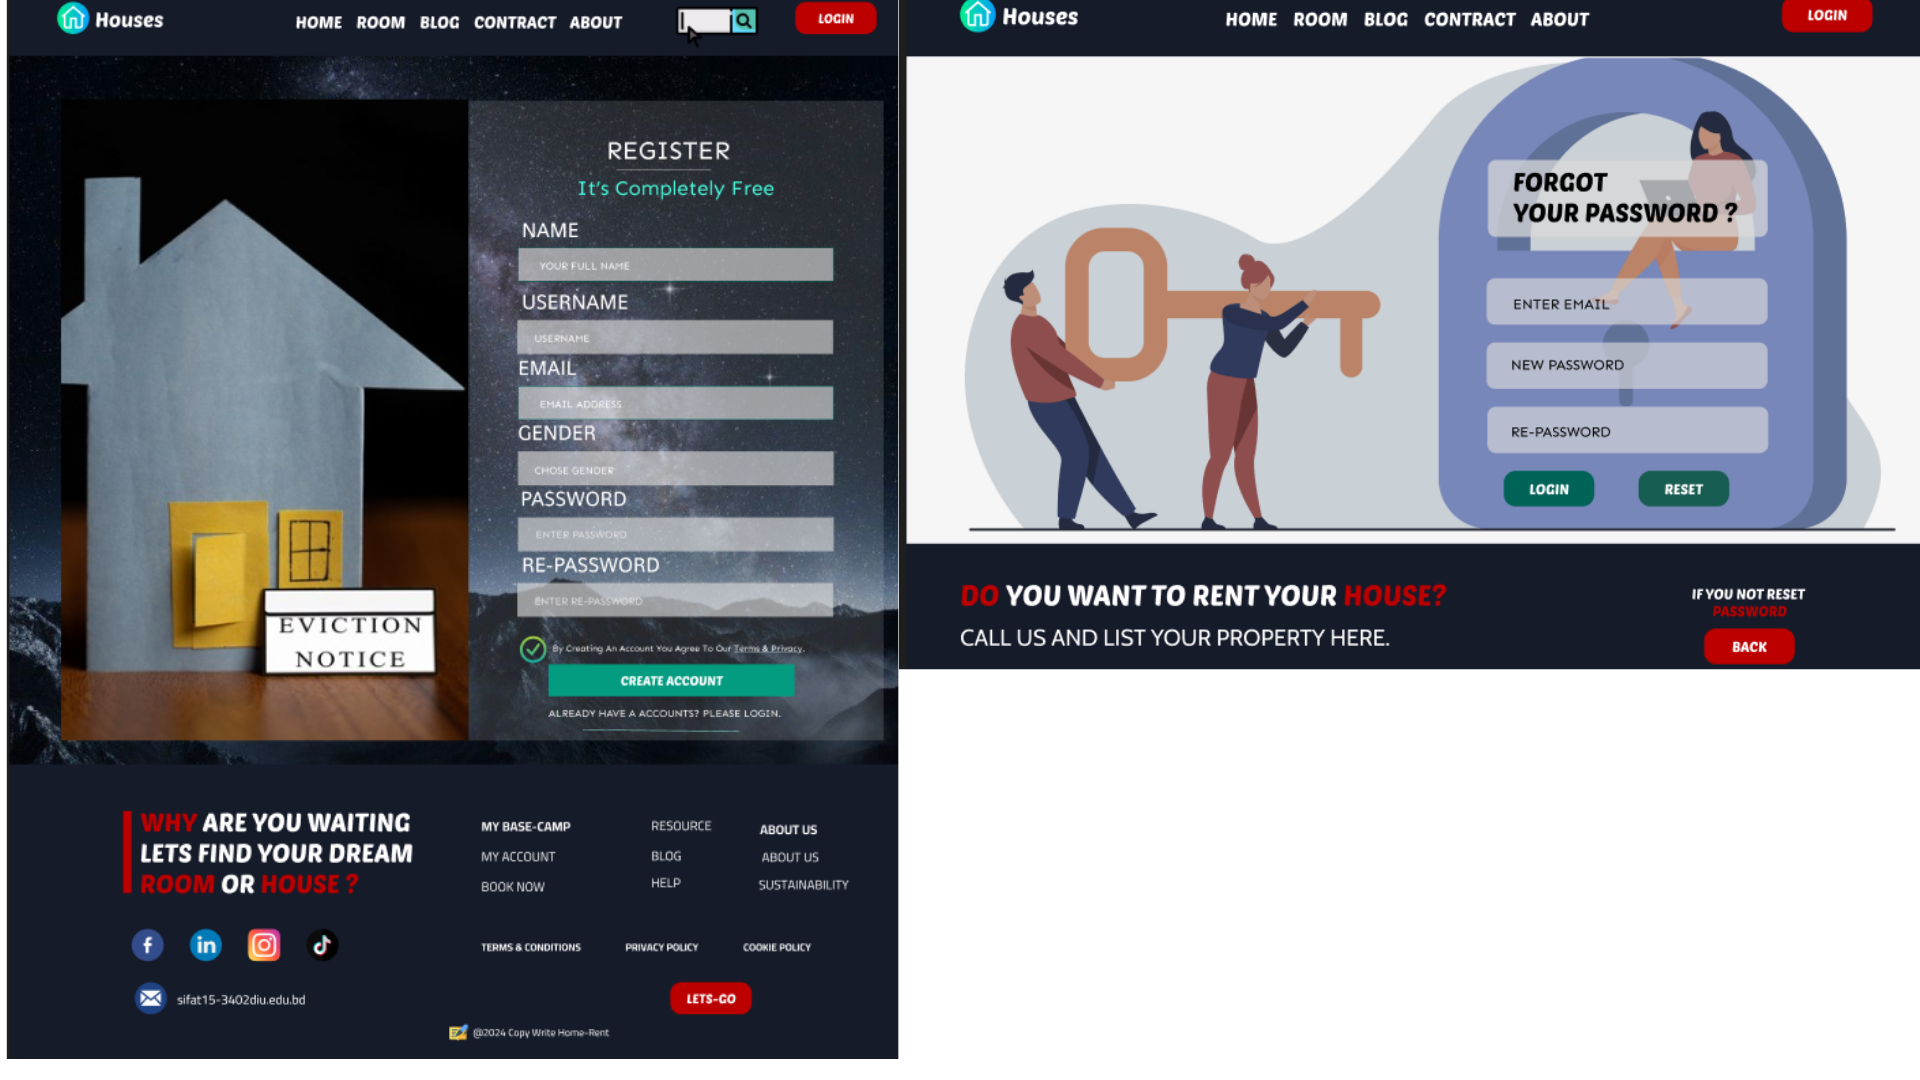 Houses
HOME ROOM BLOG CONTRACT ABOUT
LOGIN
REGISTER
It's Completely Free
NAME
YOUR FULL NAME
USERNAME
USERNAME
EMAIL
EMAIL ADDRESS
GENDER
CHOSE GENDER
PASSWORD
ENTER PASSWORD
RE-PASSWORD
ENTER RE-PASSWORD
By Creating An Account You Agree To Our Terms & Privacy.
CREATE ACCOUNT
ALREADY HAVE A ACCOUNTS? PLEASE LOGIN.
EVICTION
NOTICE
WHY ARE YOU WAITING
LETS FIND YOUR DREAM
ROOM OR HOUSE ?
MY BASE-CAMP
MY ACCOUNT
BOOK NOW
RESOURCE
BLOG
HELP
ABOUT US
ABOUT US
SUSTAINABILITY
TERMS & CONDITIONS
PRIVACY POLICY
COOKIE POLICY
sifat15-3402diu.edu.bd
LETS-GO
@2024 Copy Write Home-Rent
Houses
HOME ROOM BLOG CONTRACT ABOUT
LOGIN
FORGOT
YOUR PASSWORD ?
ENTER EMAIL
NEW PASSWORD
RE-PASSWORD
LOGIN
RESET
DO YOU WANT TO RENT YOUR HOUSE?
CALL US AND LIST YOUR PROPERTY HERE.
IF YOU NOT RESET
PASSWORD
BACK